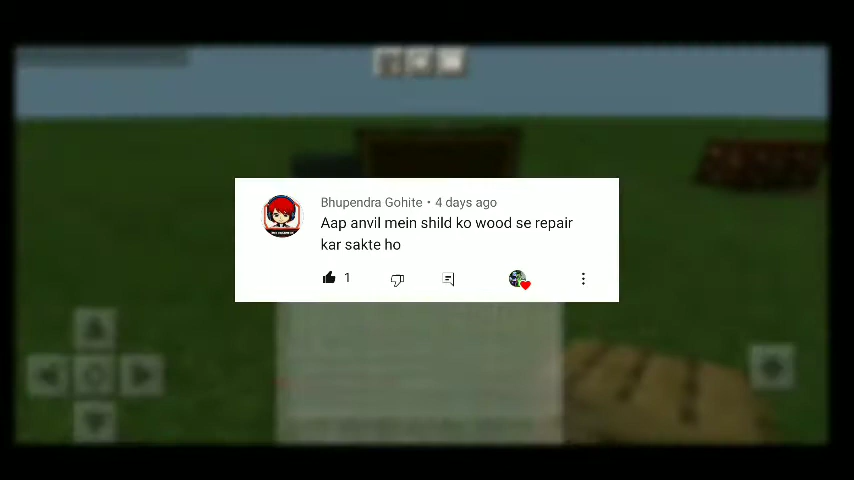 Bhupendra Gohite • 4 days ago
Aap anvil mein shild ko wood se repair
kar sakte ho
1